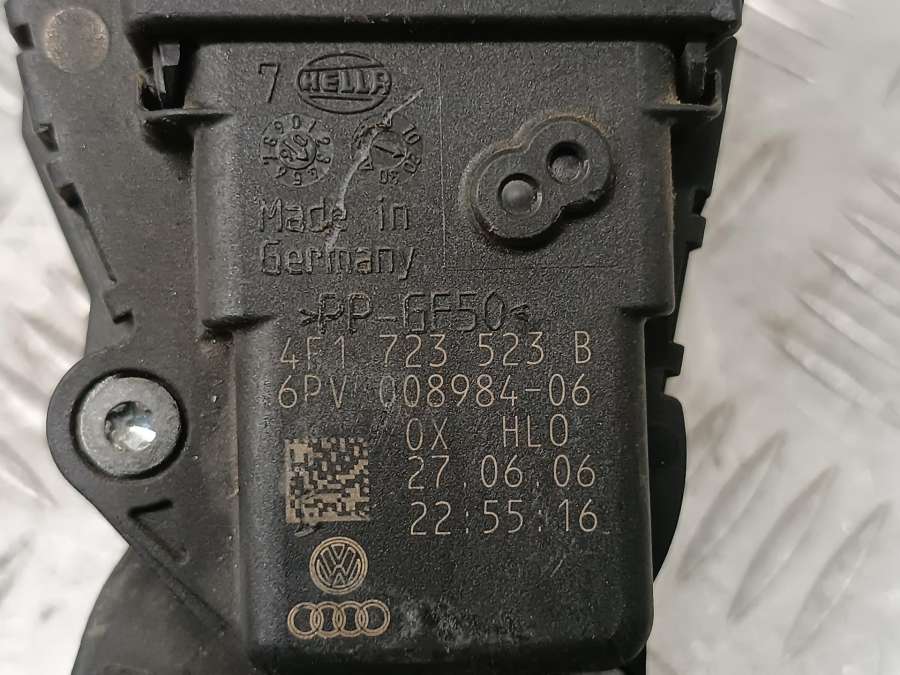 7 HELLA
Made in
Germany
>PP-GF50<
4F1 723 523 B
6PV 008984-06
0X HLO
27.06.06
22:55:16